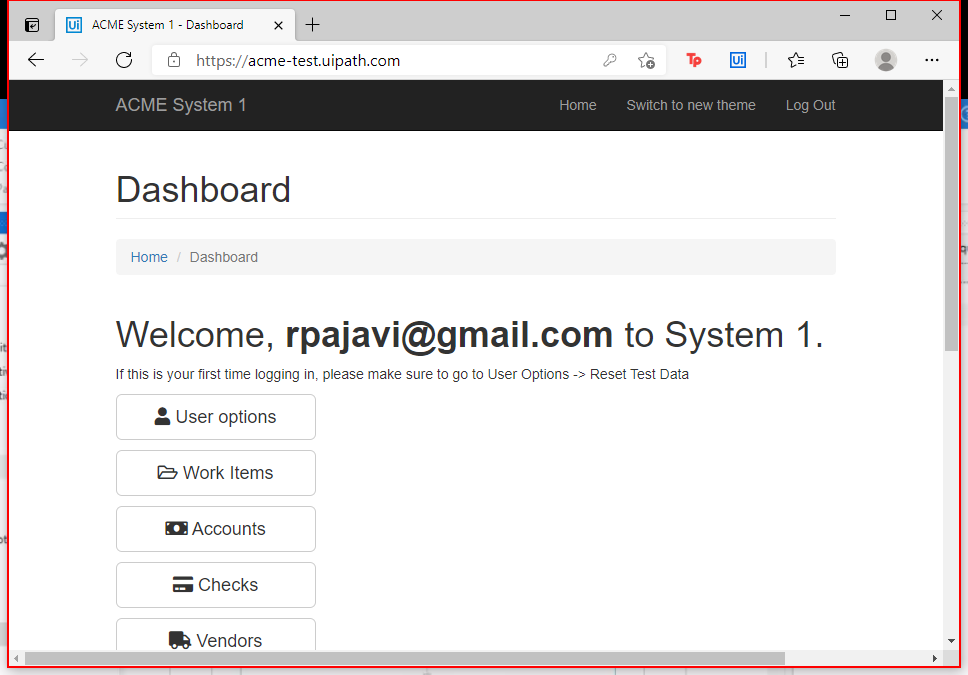 ACME System 1 - Dashboard
https://acme-test.uipath.com
Tp
Ui
ACME System 1 Home Switch to new theme Log Out
Dashboard
Home / Dashboard
Welcome, rpajavi@gmail.com to System 1.
If this is your first time logging in, please make sure to go to User Options -> Reset Test Data
User options
Work Items
Accounts
Checks
Vendors